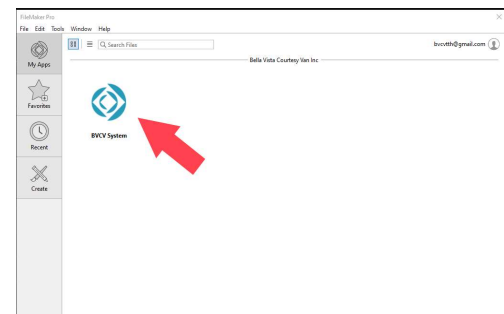 FileMaker Pro
File Edit Tools Window Help
Search Files
bvcvtth@gmail.com
My Apps
Bella Vista Courtesy Van Inc
Favorites
BVCV System
Recent
Create